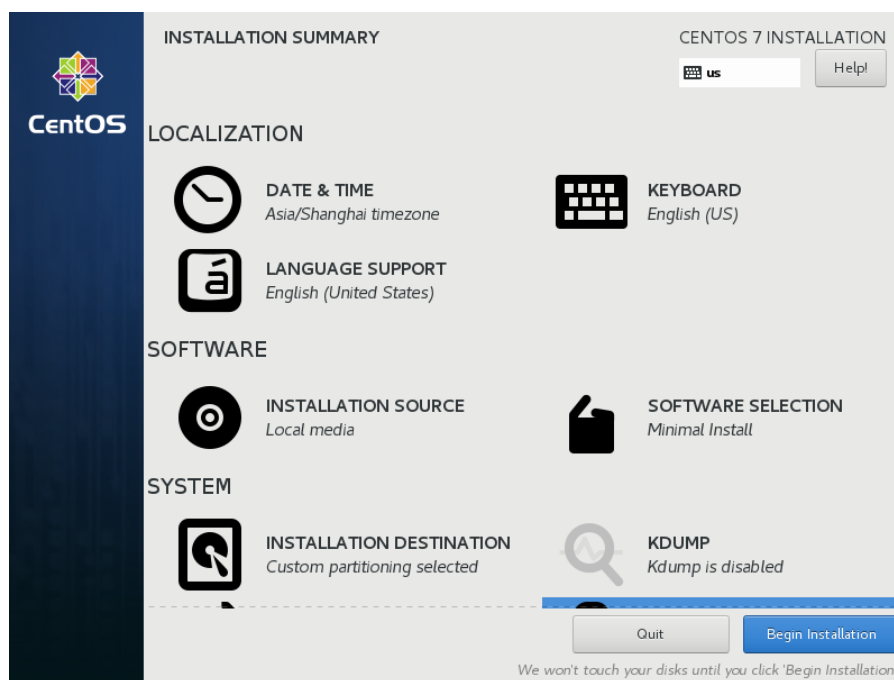 INSTALLATION SUMMARY
CENTOS 7 INSTALLATION
us
Help!
CentOS
LOCALIZATION
DATE & TIME
Asia/Shanghai timezone
KEYBOARD
English (US)
á
LANGUAGE SUPPORT
English (United States)
SOFTWARE
INSTALLATION SOURCE
Local media
SOFTWARE SELECTION
Minimal Install
SYSTEM
INSTALLATION DESTINATION
Custom partitioning selected
KDUMP
Kdump is disabled
Quit
Begin Installation
We won't touch your disks until you click 'Begin Installation